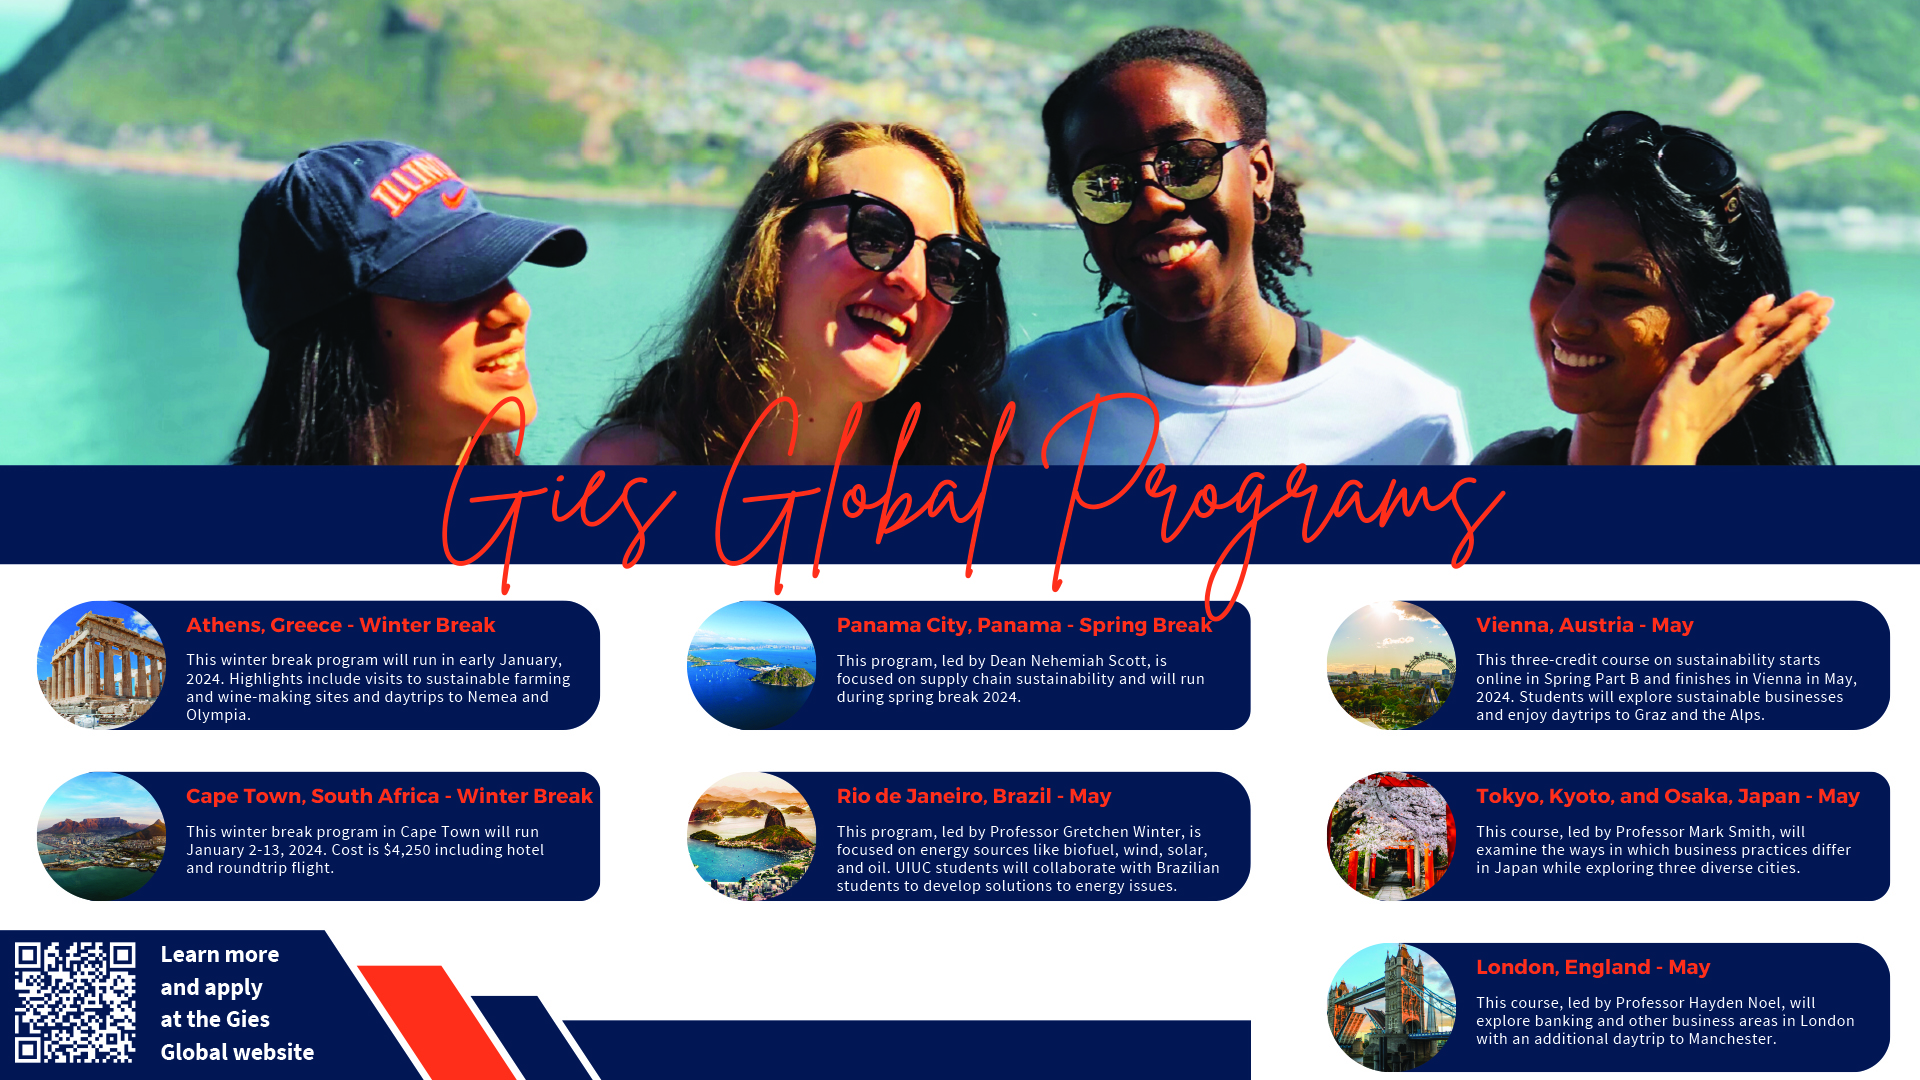 ILLINI
Gies Global Programs
Athens, Greece - Winter Break
This winter break program will run in early January,
2024. Highlights include visits to sustainable farming
and wine-making sites and daytrips to Nemea and
Olympia.
Cape Town, South Africa - Winter Break
This winter break program in Cape Town will run
January 2-13, 2024. Cost is $4,250 including hotel
and roundtrip flight.
Panama City, Panama - Spring Break
This program, led by Dean Nehemiah Scott, is
focused on supply chain sustainability and will run
during spring break 2024.
Rio de Janeiro, Brazil - May
This program, led by Professor Gretchen Winter, is
focused on energy sources like biofuel, wind, solar,
and oil. UIUC students will collaborate with Brazilian
students to develop solutions to energy issues.
Vienna, Austria - May
This three-credit course on sustainability starts
online in Spring Part B and finishes in Vienna in May,
2024. Students will explore sustainable businesses
and enjoy daytrips to Graz and the Alps.
Tokyo, Kyoto, and Osaka, Japan - May
This course, led by Professor Mark Smith, will
examine the ways in which business practices differ
in Japan while exploring three diverse cities.
London, England - May
This course, led by Professor Hayden Noel, will
explore banking and other business areas in London
with an additional daytrip to Manchester.
Learn more
and apply
at the Gies
Global website